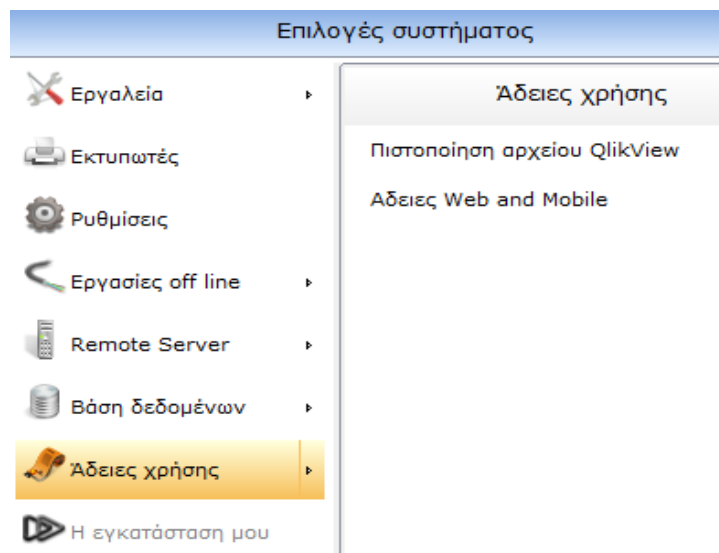 Επιλογές συστήματος
Εργαλεία
Εκτυπωτές
Ρυθμίσεις
Εργασίες off line
Remote Server
Βάση δεδομένων
Άδειες χρήσης
Η εγκατάσταση μου
Άδειες χρήσης
Πιστοποίηση αρχείου QlikView
Αδειες Web and Mobile